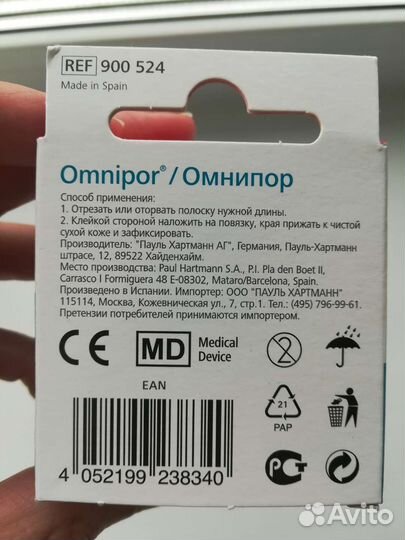 REF 900 524
Made in Spain
Omnipor® / Омнипор
Способ применения:
1. Отрезать или оторвать полоску нужной длины.
2. Клейкой стороной наложить на повязку, края прижать к чистой
сухой коже и зафиксировать.
Производитель: "Пауль Хартманн АГ", Германия, Пауль-Хартманн
штрасе, 12, 89522 Хайденхайм.
Место производства: Paul Hartmann S.A., P.I. Pla den Boet II,
Carrasco I Formiguera 48 E-08302, Mataro/Barcelona, Spain.
Произведено в Испании. Импортер: ООО "ПАУЛЬ ХАРТМАНН"
115114, Москва, Кожевническая ул., 7, стр.1. Тел.: (495) 796-99-61.
Претензии потребителей принимаются импортером.
CE MD Medical
Device
2
EAN
21
PAP
4 052199 238340
РСТ
Avito